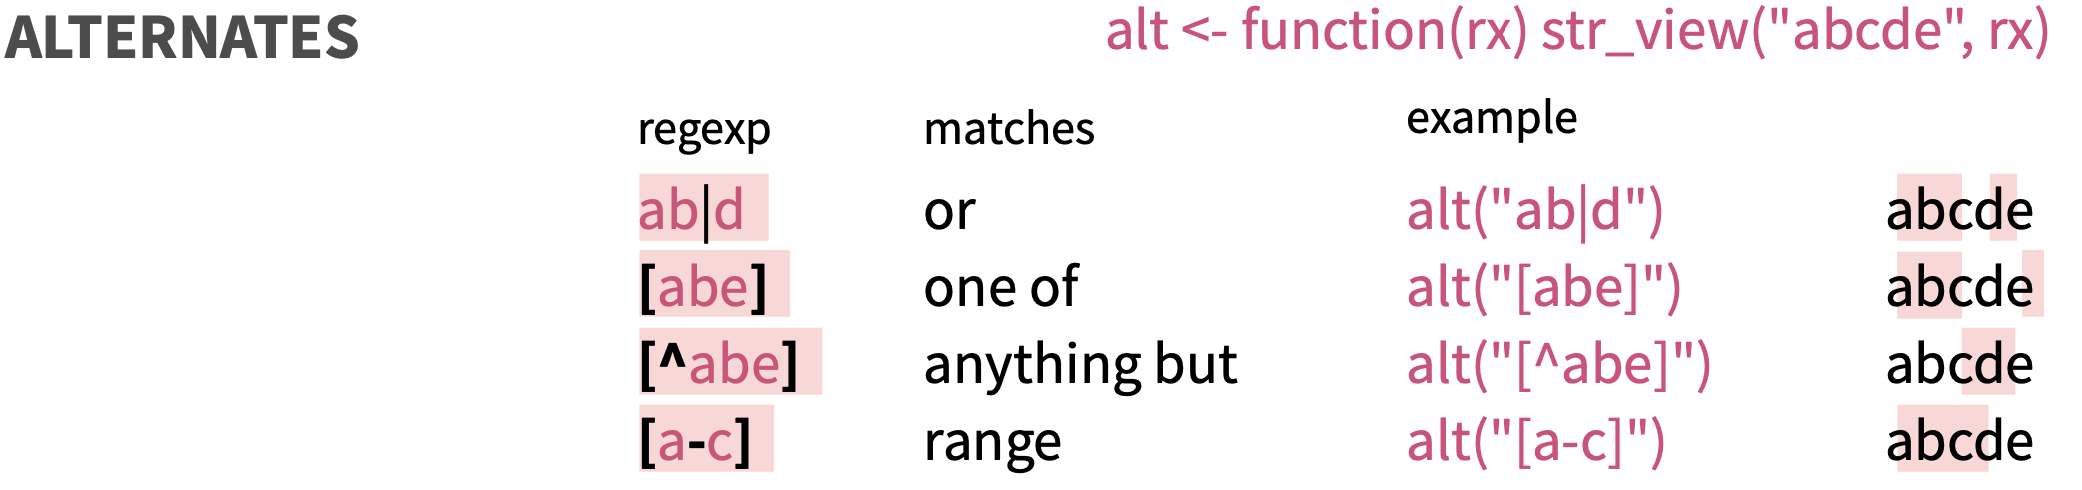 ALTERNATES alt <- function(rx) str_view("abcde", rx)
regexp matches example
ab|d or alt("ab|d") abcde
[abe] one of alt("[abe]") abcde
[^abe] anything but alt("[^abe]") abcde
[a-c] range alt("[a-c]") abcde